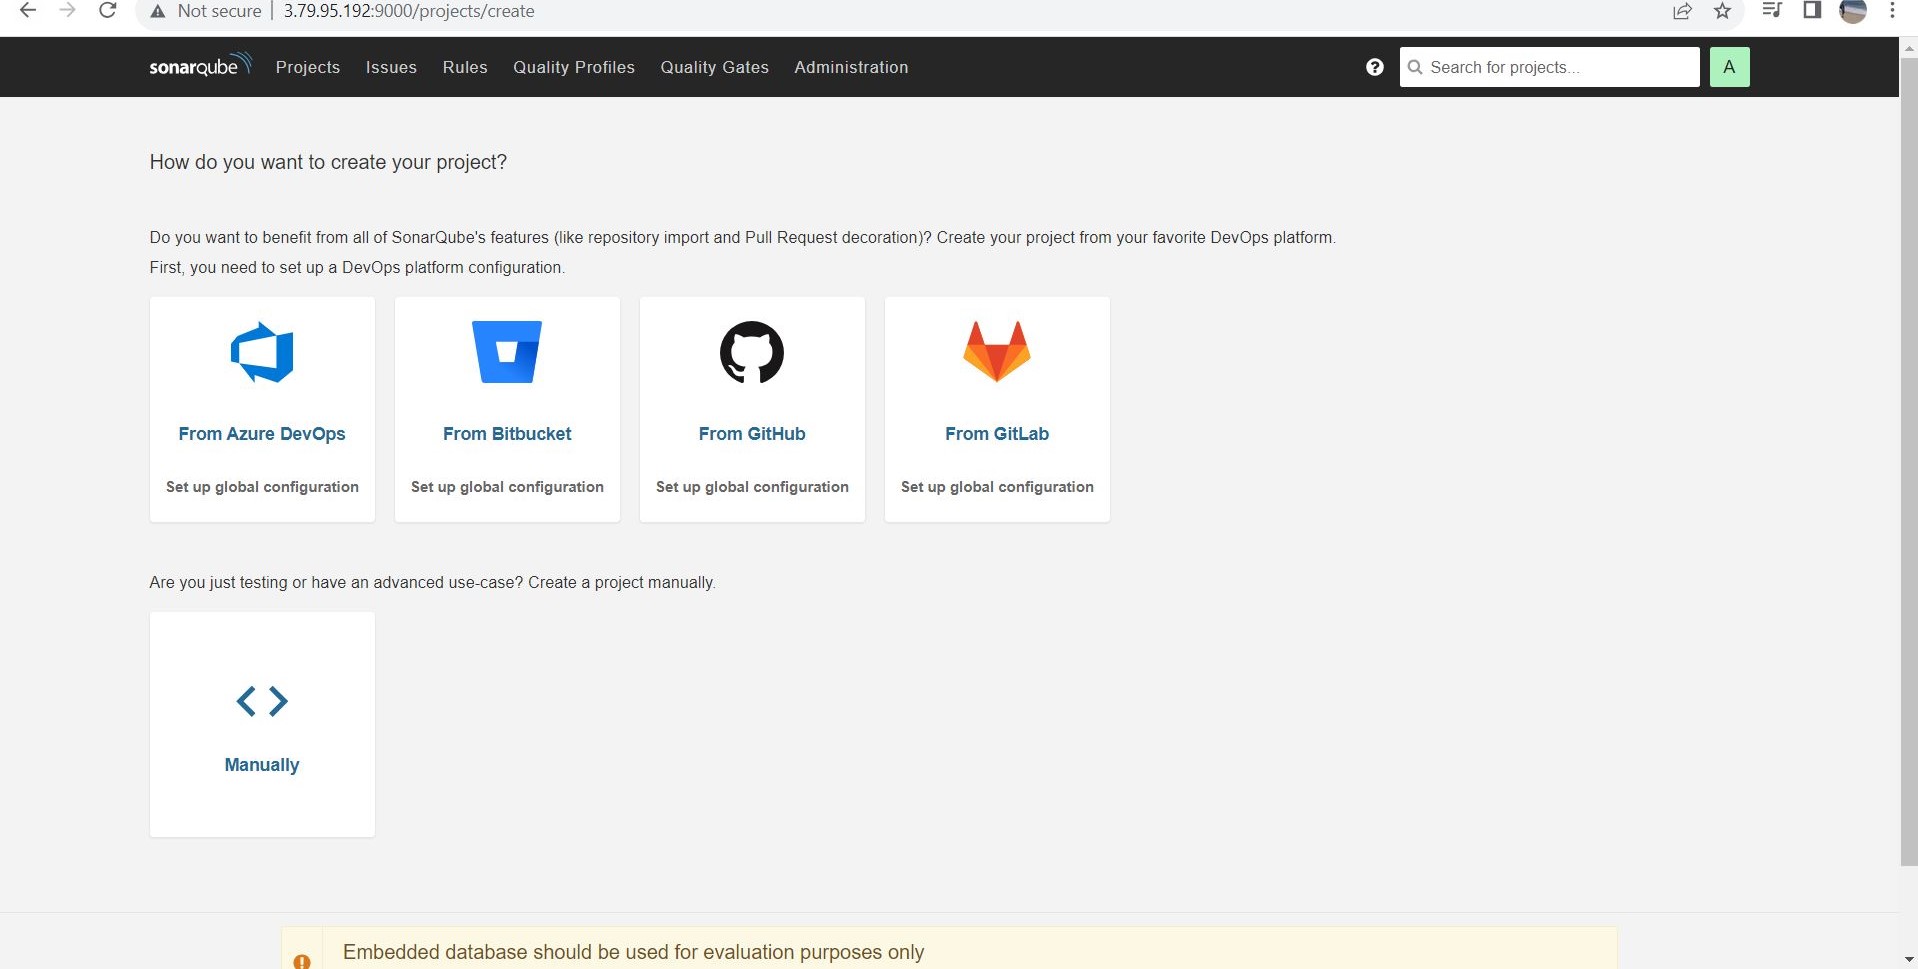 Not secure | 3.79.95.192:9000/projects/create
sonarqube Projects Issues Rules Quality Profiles Quality Gates Administration ? Search for projects... A
How do you want to create your project?
Do you want to benefit from all of SonarQube's features (like repository import and Pull Request decoration)? Create your project from your favorite DevOps platform.
First, you need to set up a DevOps platform configuration.
From Azure DevOps From Bitbucket From GitHub From GitLab
Set up global configuration Set up global configuration Set up global configuration Set up global configuration
Are you just testing or have an advanced use-case? Create a project manually.
Manually
Embedded database should be used for evaluation purposes only